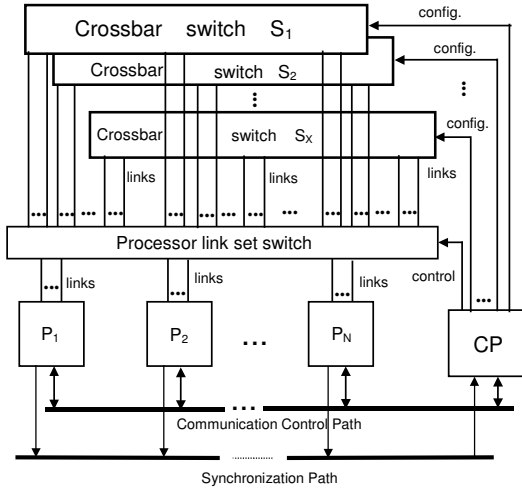 Crossbar switch S1
config.
Crossbar switch S2
config.
...
...
Crossbar switch SX
config.
links
links
links
... ... ... ... ... ... ... ... ...
Processor link set switch
control
... links
... links
... links
...
P1
P2
...
PN
CP
...
Communication Control Path
Synchronization Path